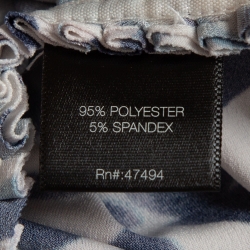 95% POLYESTER
5% SPANDEX
Rn#:47494